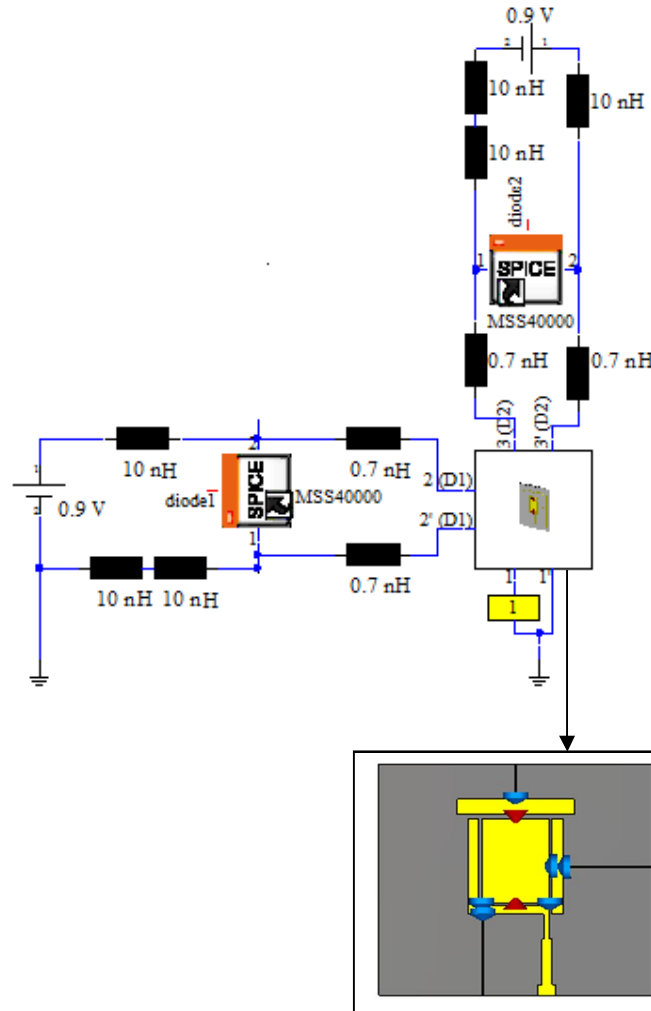 0.9 V
2 1
10 nH
10 nH
10 nH
diode2
1 SPICE 2
MSS40000
0.7 nH
0.7 nH
3 (D2)
3' (D2)
2
10 nH
0.7 nH
2 (D1)
1
SPICE
diode1
MSS40000
0.9 V
2
2' (D1)
1
10 nH 10 nH
0.7 nH
1 1'
1